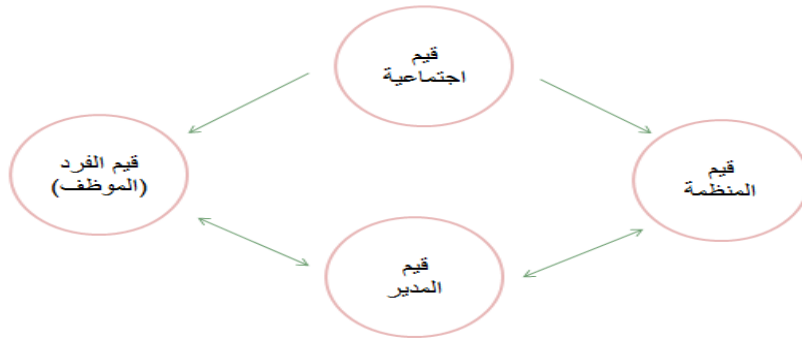 قيم
اجتماعية
قيم الفرد
(الموظف)
قيم
المنظمة
قيم
المدير